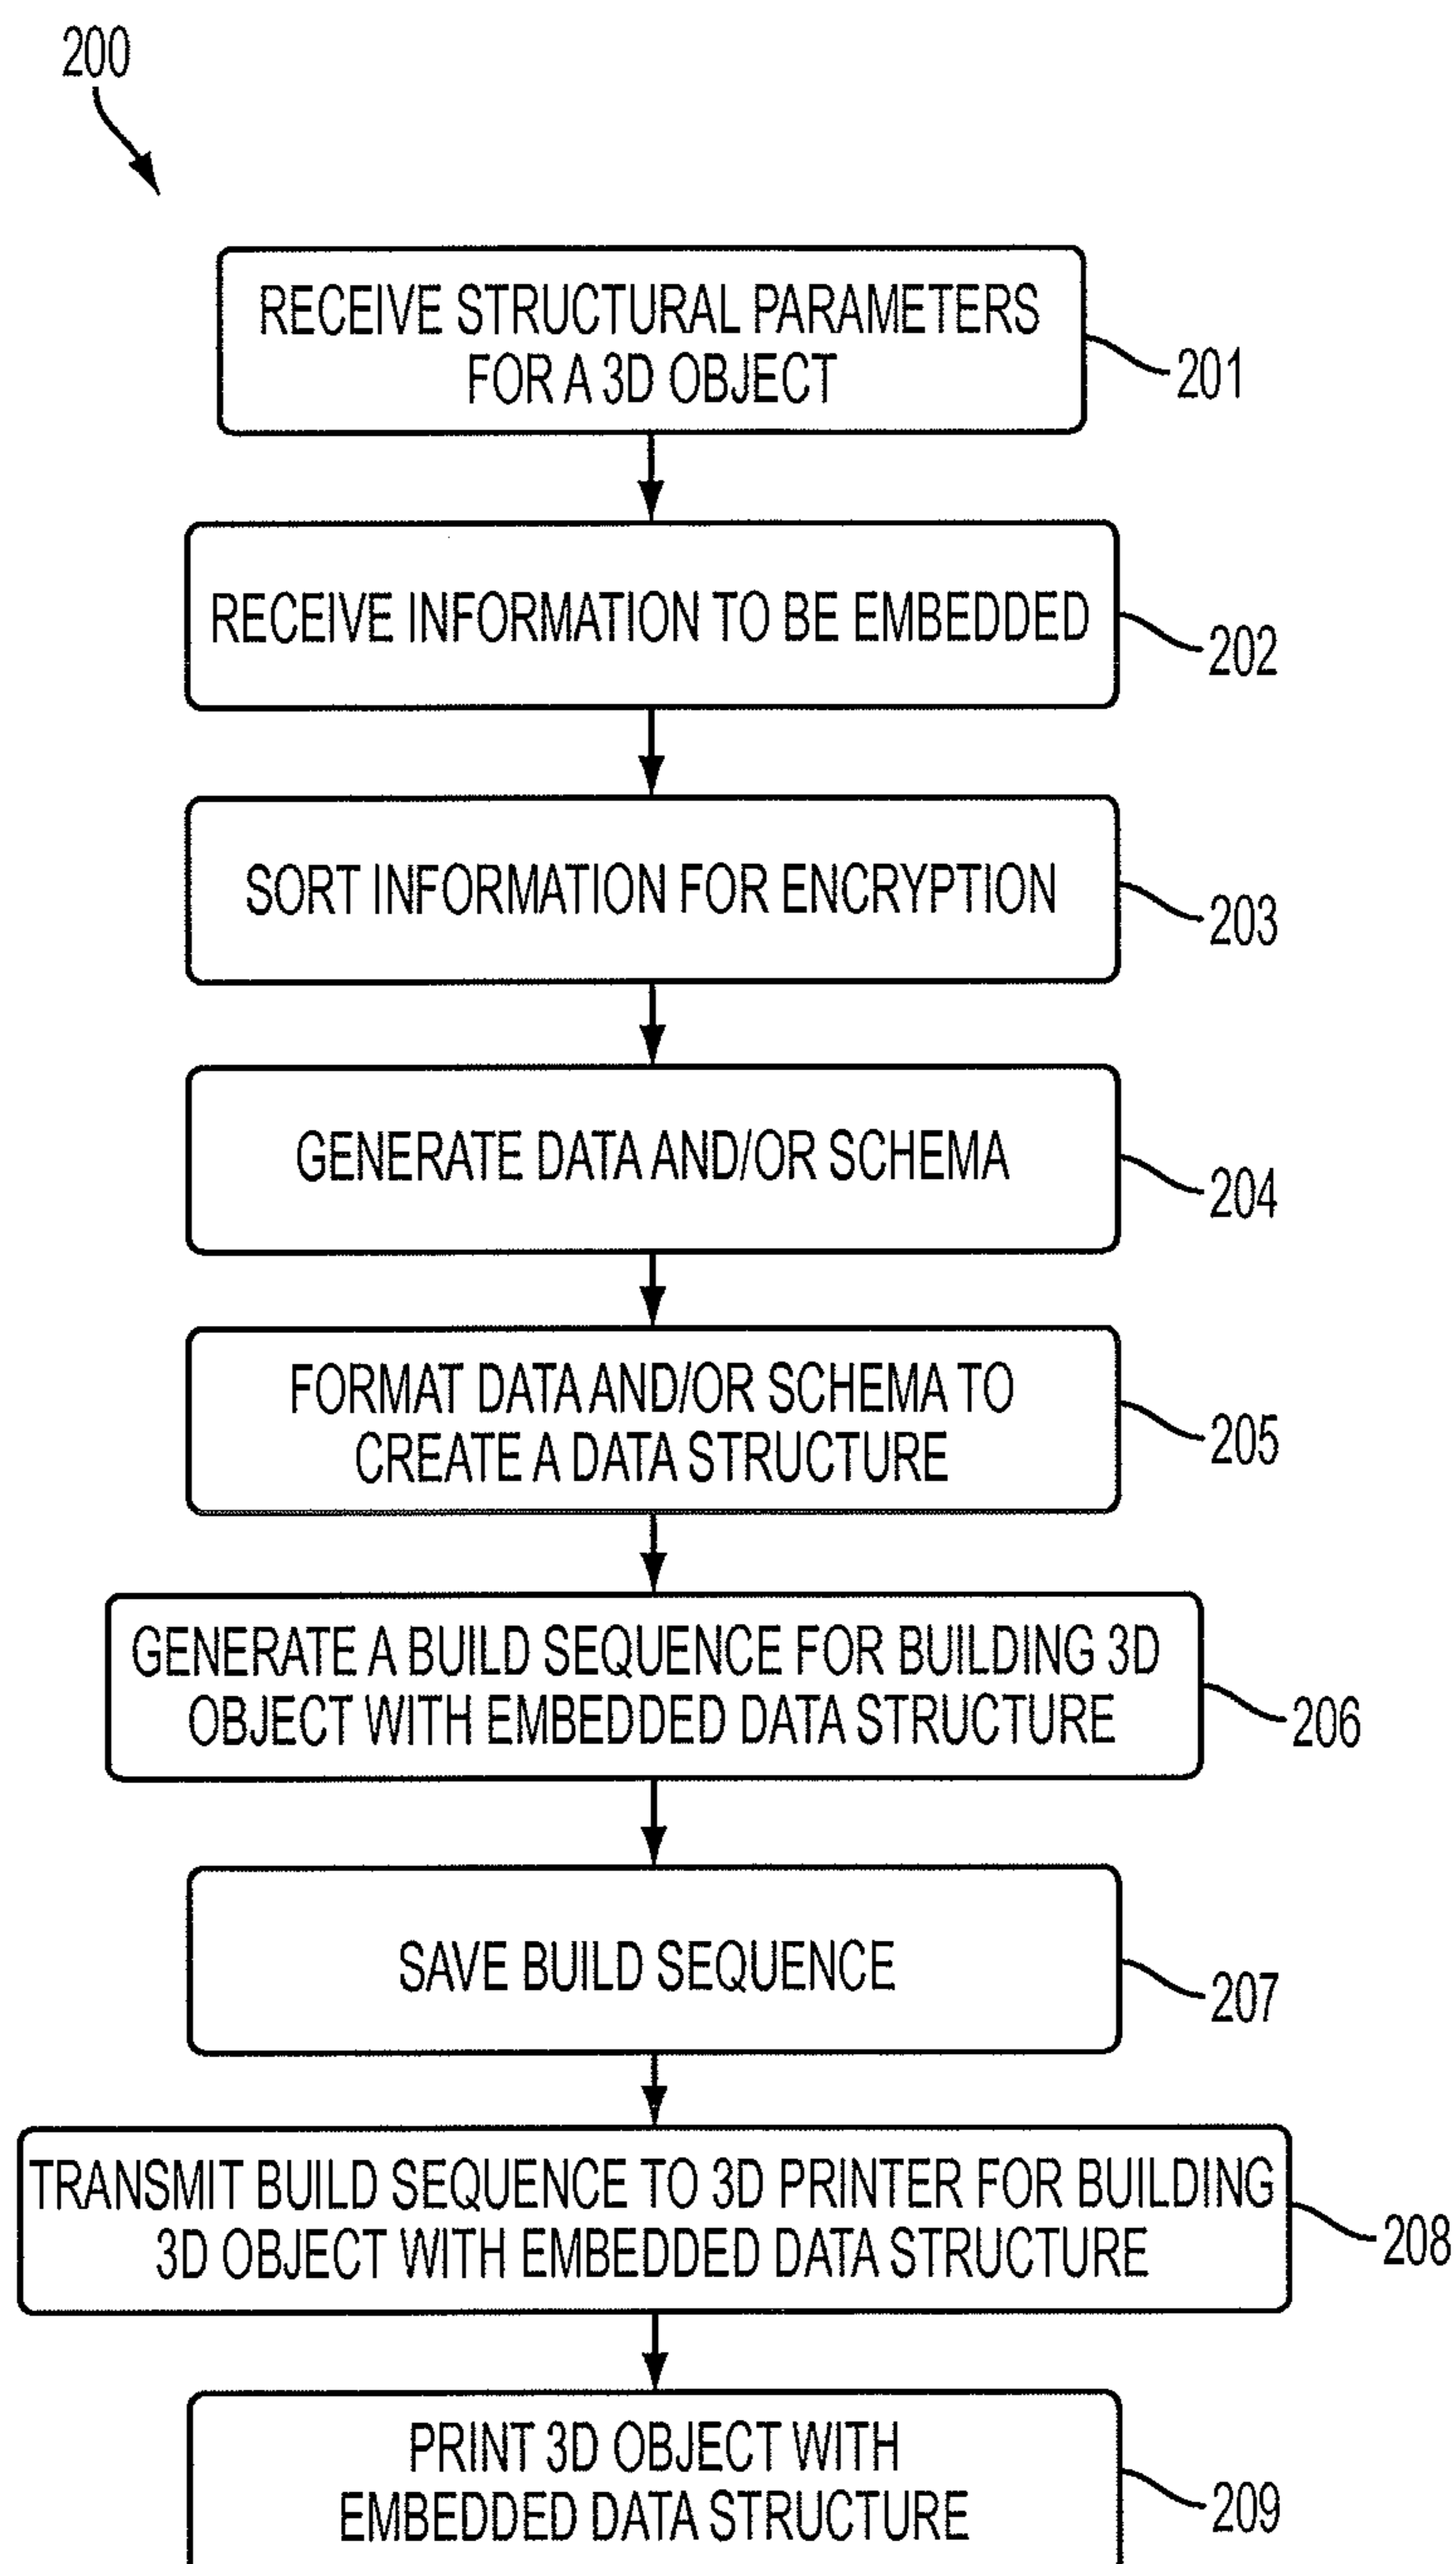 200
RECEIVE STRUCTURAL PARAMETERS
FOR A 3D OBJECT
201
RECEIVE INFORMATION TO BE EMBEDDED
202
SORT INFORMATION FOR ENCRYPTION
203
GENERATE DATA AND/OR SCHEMA
204
FORMAT DATA AND/OR SCHEMA TO
CREATE A DATA STRUCTURE
205
GENERATE A BUILD SEQUENCE FOR BUILDING 3D
OBJECT WITH EMBEDDED DATA STRUCTURE
206
SAVE BUILD SEQUENCE
207
TRANSMIT BUILD SEQUENCE TO 3D PRINTER FOR BUILDING
3D OBJECT WITH EMBEDDED DATA STRUCTURE
208
PRINT 3D OBJECT WITH
EMBEDDED DATA STRUCTURE
209